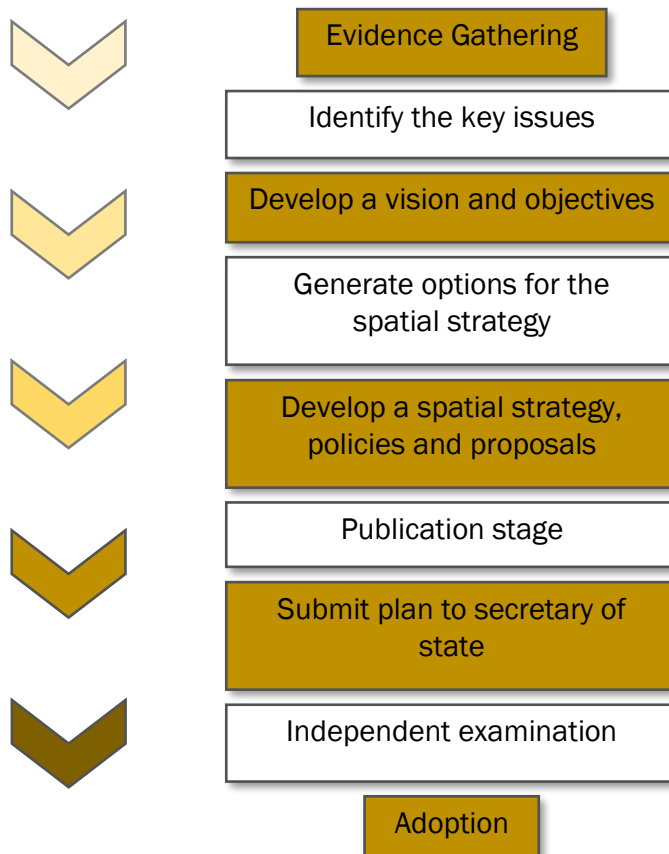 Evidence Gathering
Identify the key issues
Develop a vision and objectives
Generate options for the
spatial strategy
Develop a spatial strategy,
policies and proposals
Publication stage
Submit plan to secretary of
state
Independent examination
Adoption